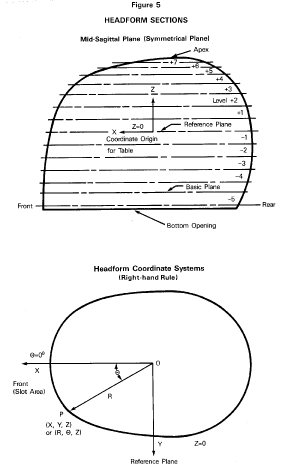 Figure 5
HEADFORM SECTIONS
Mid-Sagittal Plane (Symmetrical Plane)
Apex
+7
+6
+5
+4
Z
+3
Level +2
+1
Reference Plane
Z=0
X
-1
Coordinate Origin
for Table
-2
-3
-4
Basic Plane
-5
Front
Rear
Bottom Opening
Headform Coordinate Systems
(Right-hand Rule)
Θ=0°
O
X
Θ
Front
(Slot Area)
R
P
(X, Y, Z)
or (R, Θ, Z)
Y
Z=0
Reference Plane